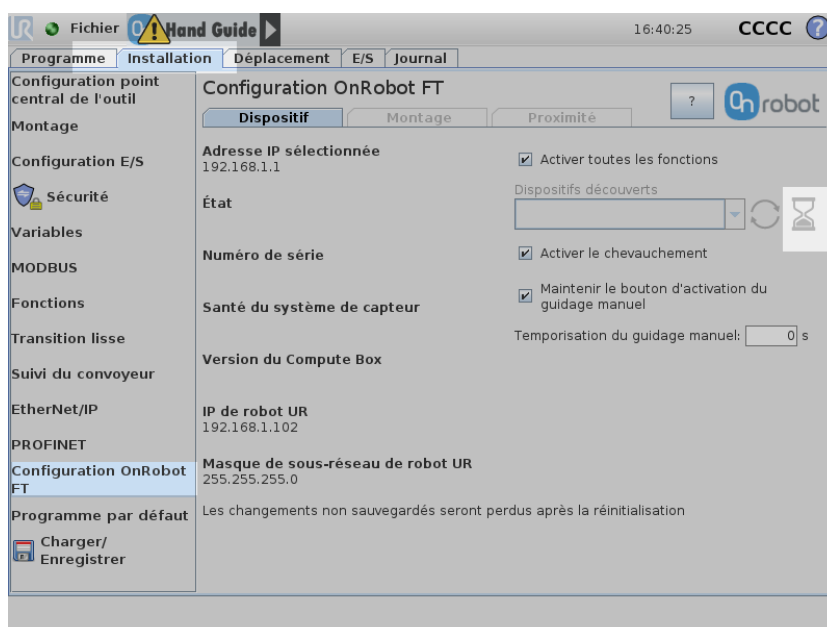 UR Fichier On Hand Guide 16:40:25 CCCC ?
Programme Installation Déplacement E/S Journal
Configuration point
central de l'outil
Montage
Configuration E/S
Sécurité
Variables
MODBUS
Fonctions
Transition lisse
Suivi du convoyeur
EtherNet/IP
PROFINET
Configuration OnRobot
FT
Programme par défaut
Charger/
Enregistrer
Configuration OnRobot FT
? On robot
Dispositif Montage Proximité
Adresse IP sélectionnée
192.168.1.1
État
Numéro de série
Santé du système de capteur
Version du Compute Box
IP de robot UR
192.168.1.102
Masque de sous-réseau de robot UR
255.255.255.0
Les changements non sauvegardés seront perdus après la réinitialisation
Activer toutes les fonctions
Dispositifs découverts
Activer le chevauchement
Maintenir le bouton d'activation du
guidage manuel
Temporisation du guidage manuel: 0 s